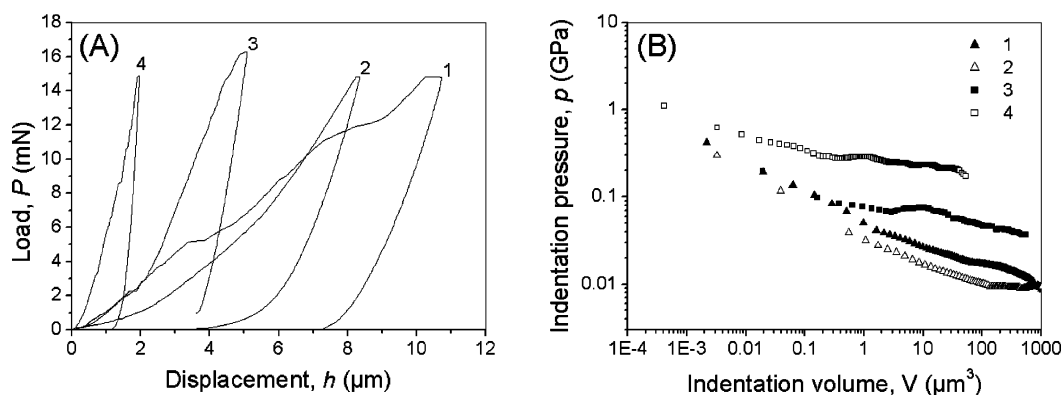 (A)
18
16
14
12
10
8
6
4
2
0
Load, P (mN)
4
3
2
1
0 2 4 6 8 10 12
Displacement, h (µm)
(B)
10
1
0.1
0.01
Indentation pressure, p (GPa)
1
2
3
4
1E-4 1E-3 0.01 0.1 1 10 100 1000
Indentation volume, V (µm³)